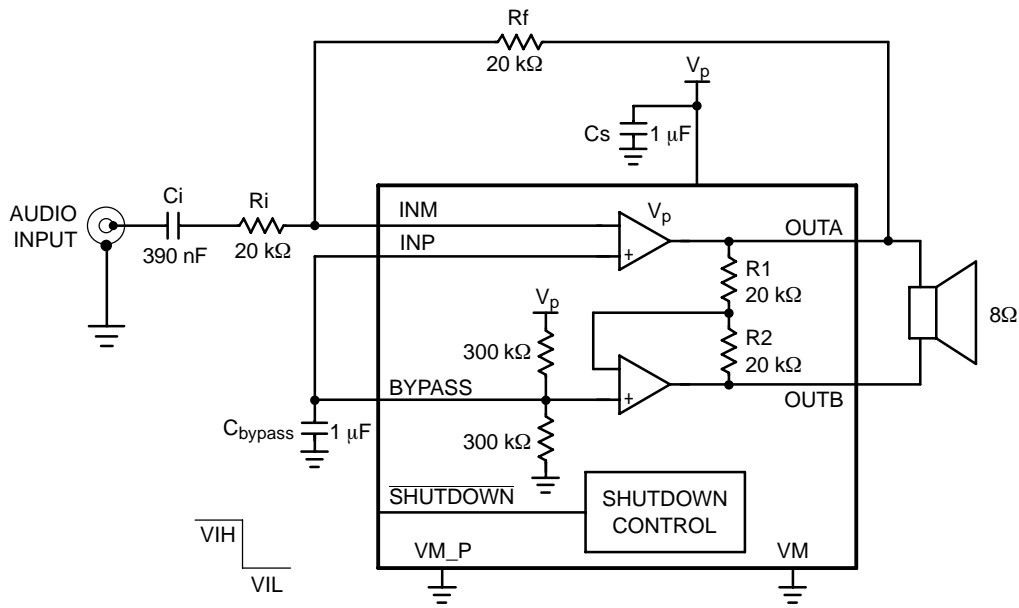 Rf
20 kΩ
Vp
Cs
1 μF
Ci
Ri
AUDIO
INPUT
390 nF
20 kΩ
INM
INP
Vp
+
OUTA
R1
20 kΩ
Vp
300 kΩ
R2
20 kΩ
8Ω
BYPASS
+
OUTB
Cbypass
1 μF
300 kΩ
SHUTDOWN
SHUTDOWN
CONTROL
VIH
VIL
VM_P
VM